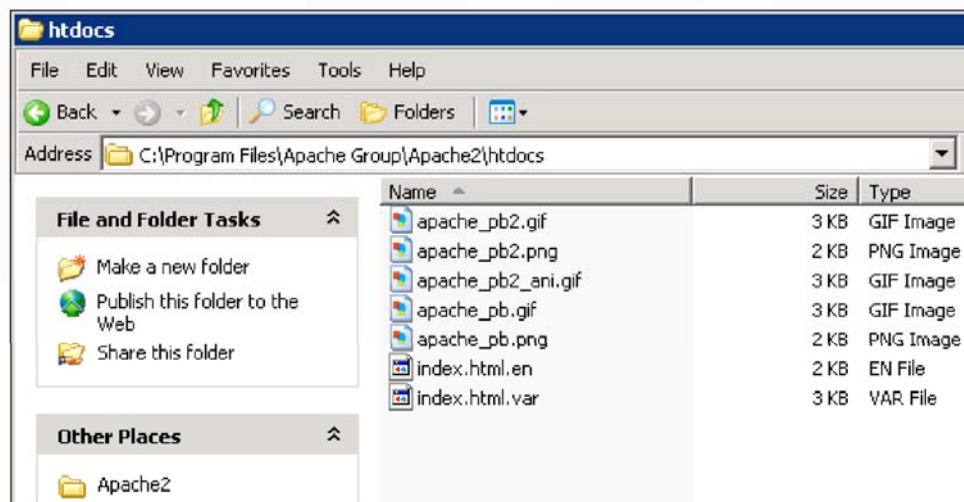 htdocs
File Edit View Favorites Tools Help
Back Search Folders
Address C:\Program Files\Apache Group\Apache2\htdocs
File and Folder Tasks
Make a new folder
Publish this folder to the
Web
Share this folder
Other Places
Apache2
Name Size Type
apache_pb2.gif 3 KB GIF Image
apache_pb2.png 2 KB PNG Image
apache_pb2_ani.gif 3 KB GIF Image
apache_pb.gif 3 KB GIF Image
apache_pb.png 2 KB PNG Image
index.html.en 2 KB EN File
index.html.var 3 KB VAR File